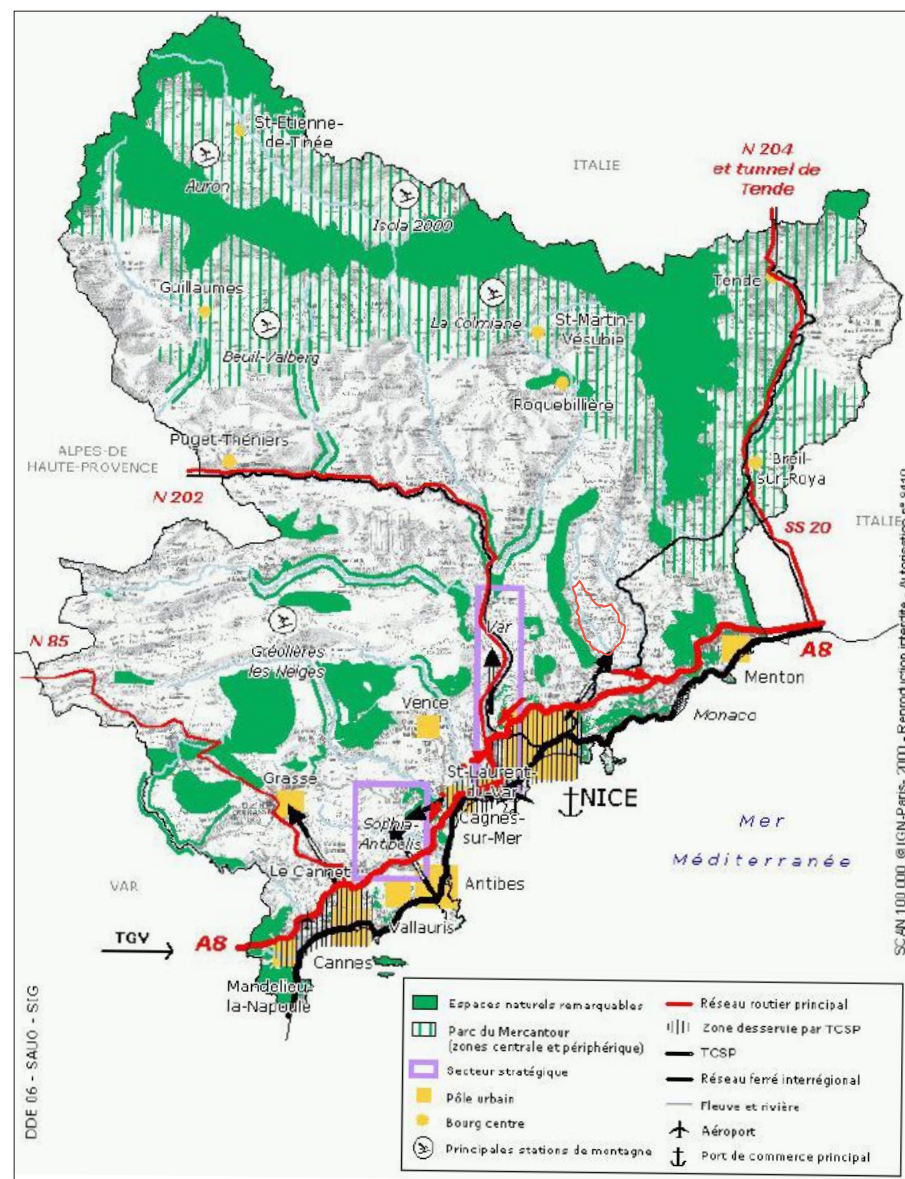 St-Etienne-
de-Tinée
Auron
Isola 2000
ITALIE
N 204
et tunnel de
Tende
Tende
Guillaumes
La Colmiane
St-Martin-
Vésubie
Beuil-Valberg
Roquebillière
ALPES-DE-
HAUTE-PROVENCE
Puget-Théniers
N 202
Breil-
sur-Roya
SS 20
ITALIE
N 85
Gréolières
les Neiges
Var
A8
Menton
Monaco
Vence
Grasse
St-Laurent-
du-Var
NICE
Cagnes-
sur-Mer
Sophia-
Antibolis
Mer
Méditerranée
Le Cannet
Antibes
VAR
Vallauris
TGV
A8
Cannes
Mandelieu-
la-Napoule
DDE 06 - SAUO - SIG
SCAN 100 000 @IGN-Paris- 2000 - Reproduction interdite - Autorisation n°
Espaces naturels remarquables
Parc du Mercantour
(zones centrale et périphérique)
Secteur stratégique
Pôle urbain
Bourg centre
Principales stations de montagne
Réseau routier principal
Zone desservie par TCSP
TCSP
Réseau ferré interrégional
Fleuve et rivière
Aéroport
Port de commerce principal